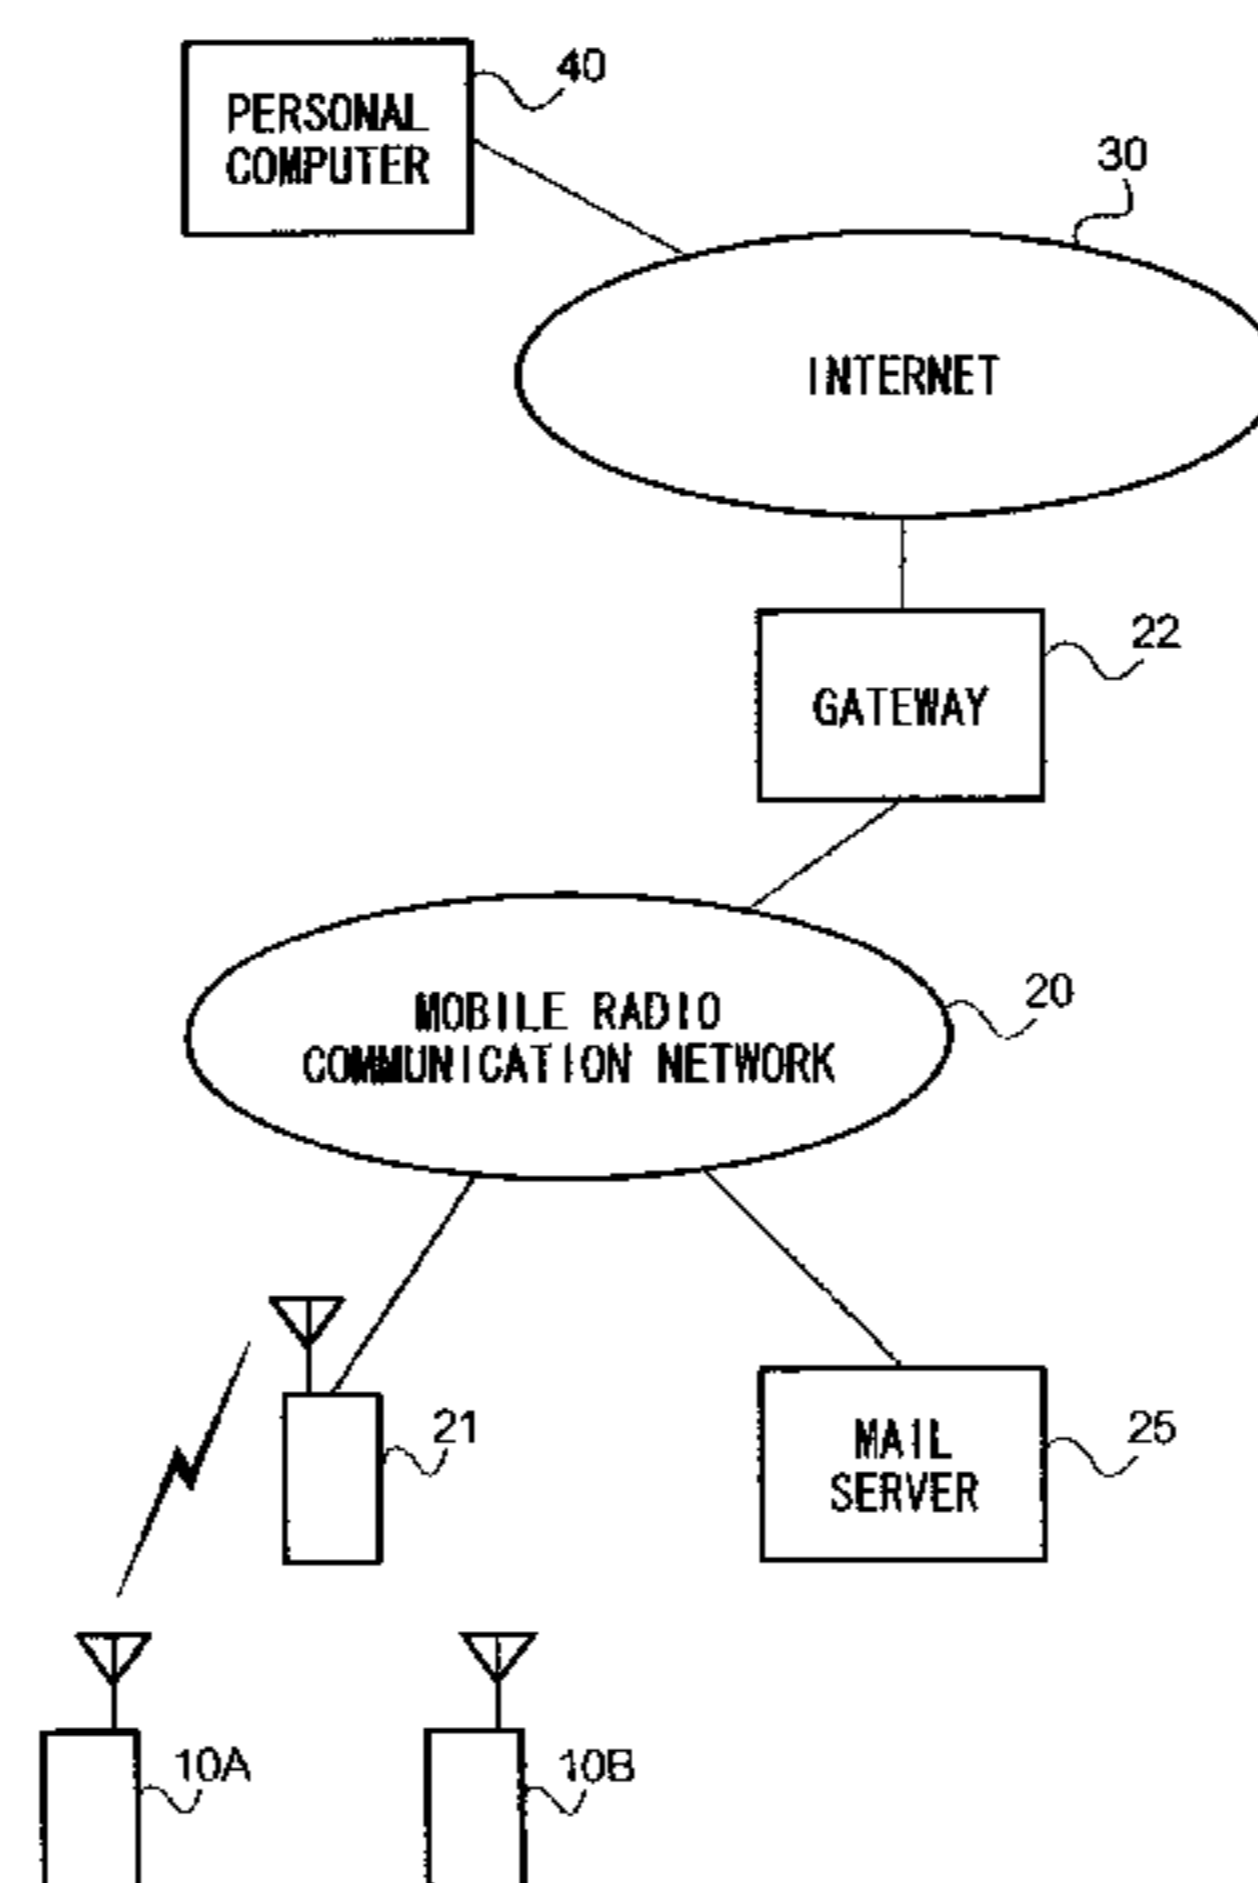 40
PERSONAL
COMPUTER
30
INTERNET
22
GATEWAY
20
MOBILE RADIO
COMMUNICATION NETWORK
21
25
MAIL
SERVER
10A
10B